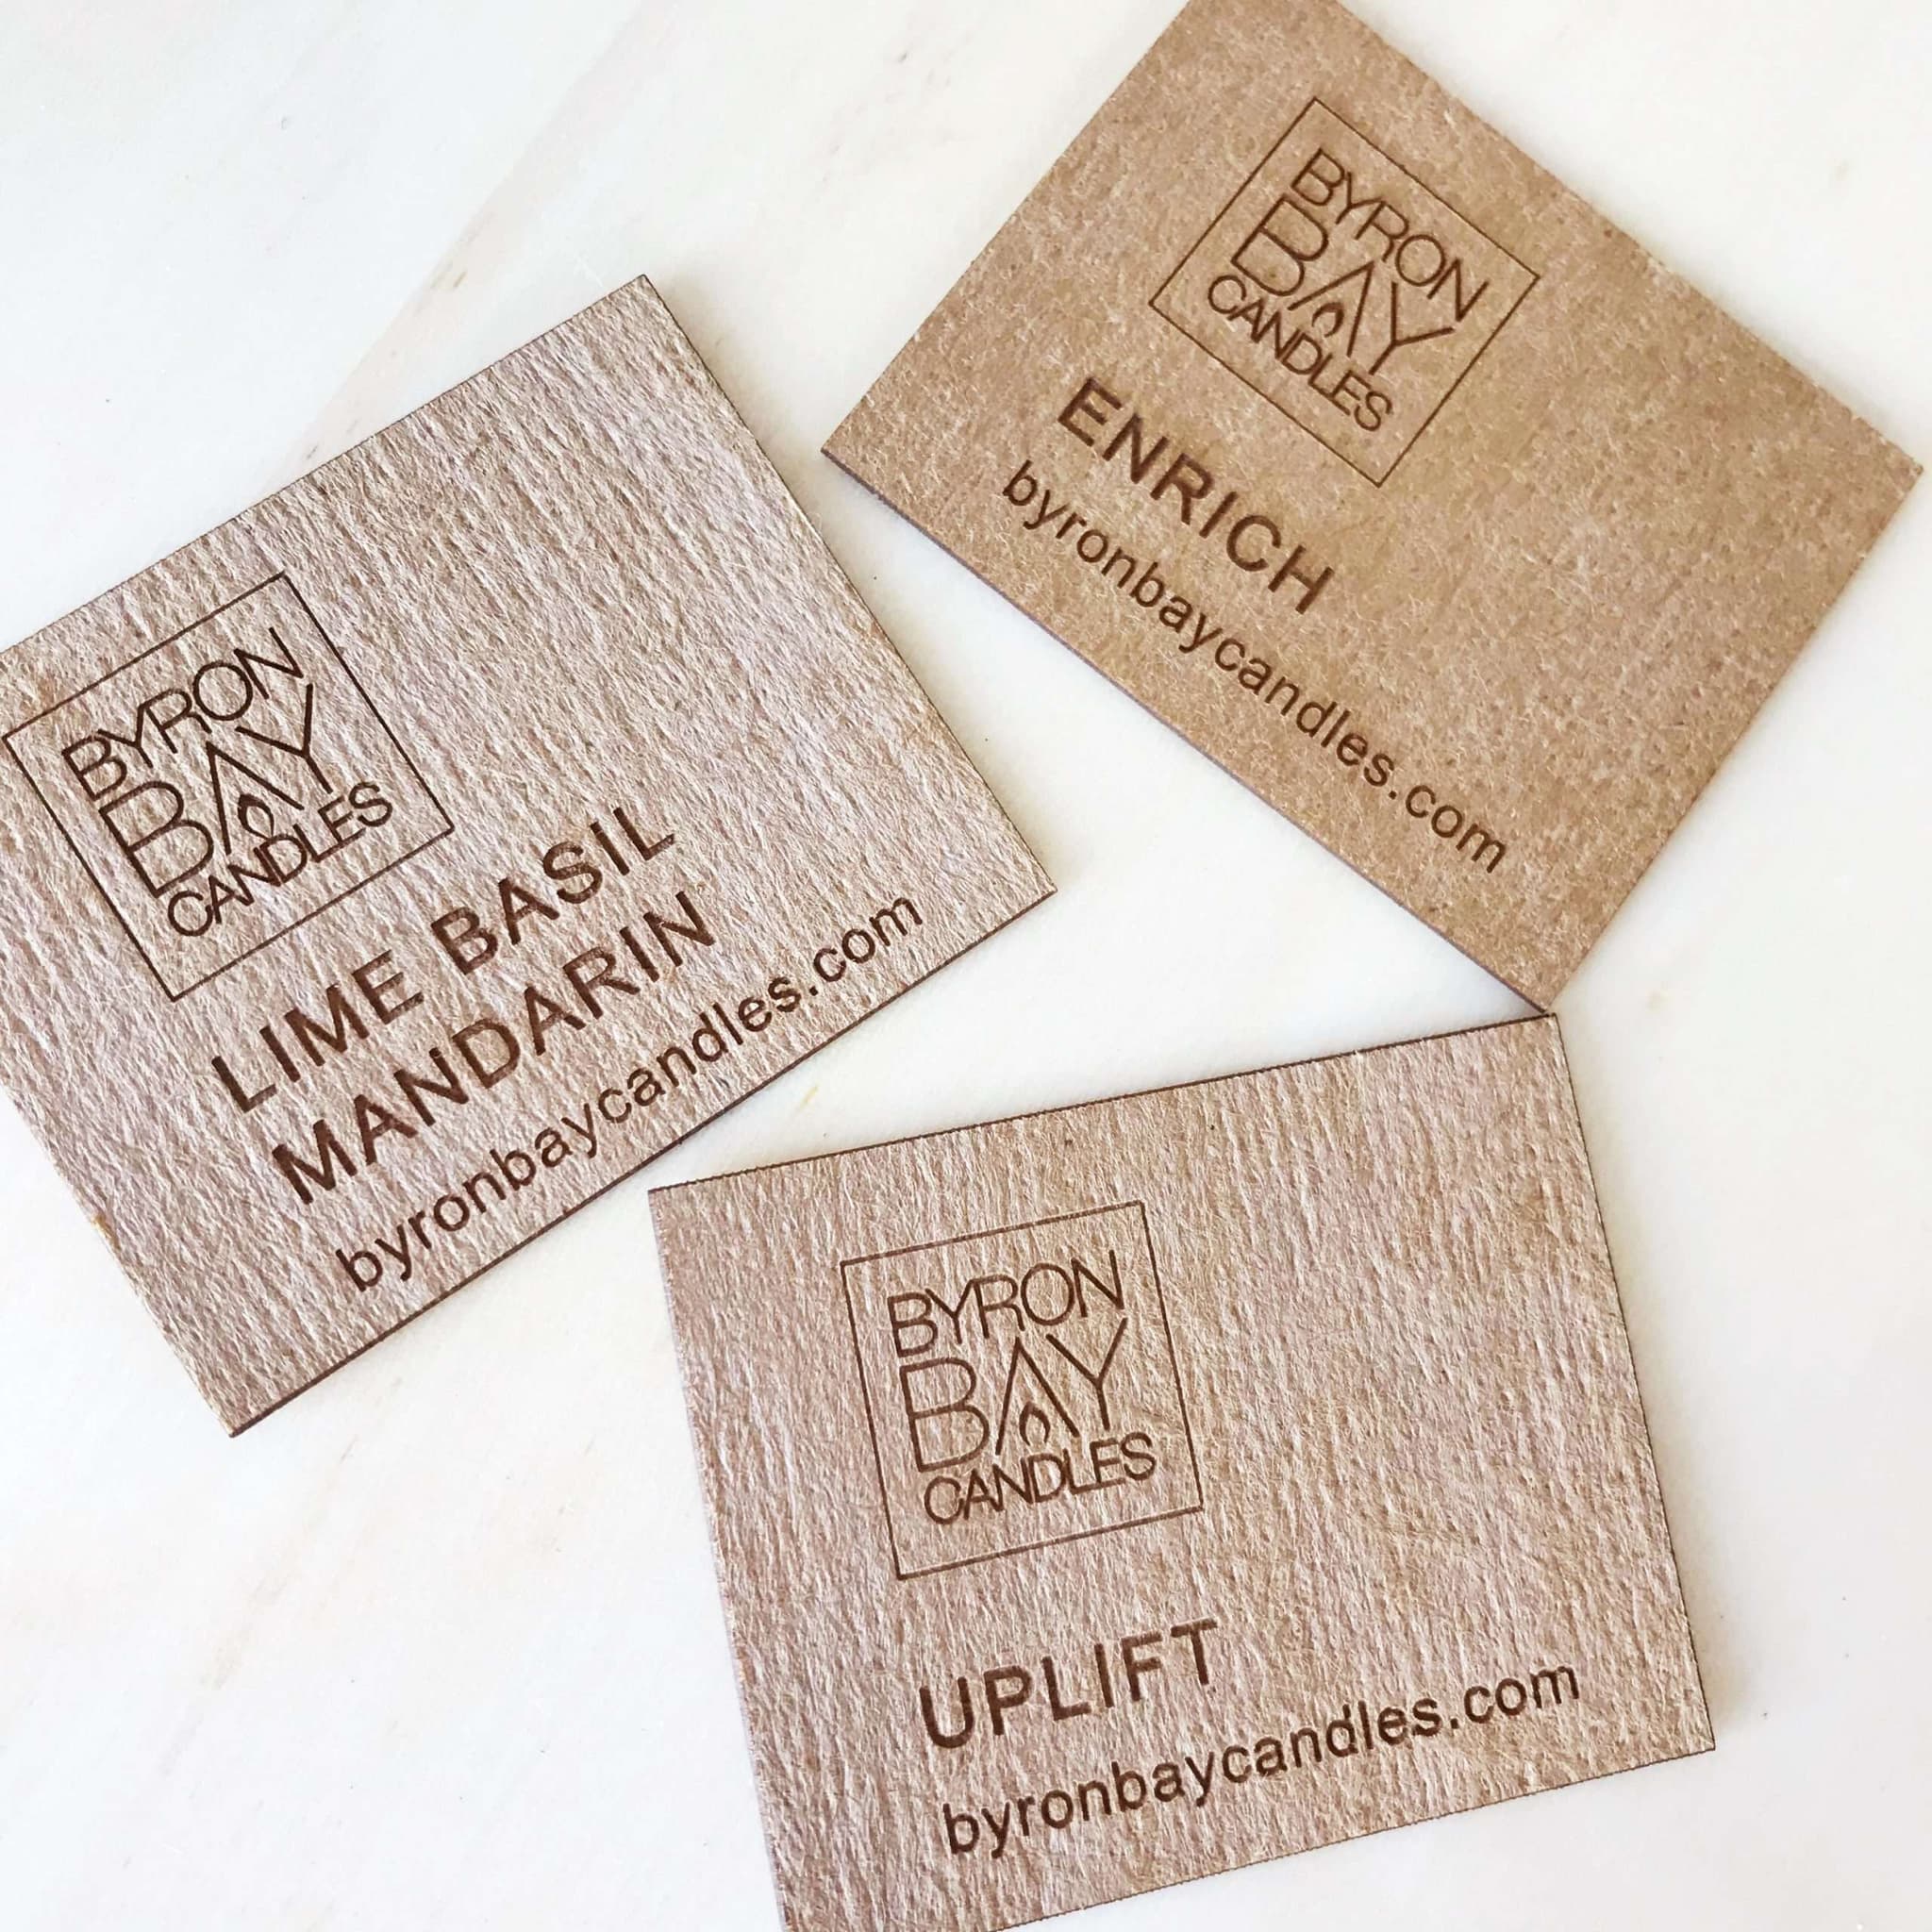 BYRON
BAY
CANDLES
ENRICH
byronbaycandles.com
BYRON
BAY
CANDLES
LIME BASIL
MANDARIN
byronbaycandles.com
BYRON
BAY
CANDLES
UPLIFT
byronbaycandles.com